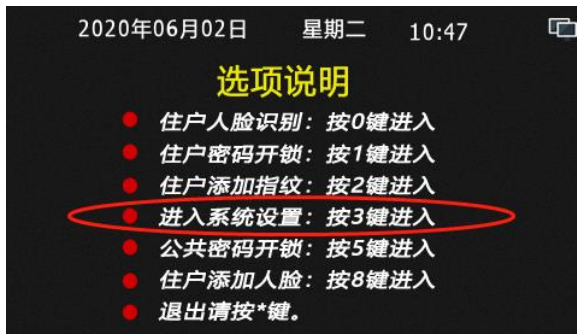 2020年06月02日 星期二 10:47
选项说明
住户人脸识别：按0键进入
住户密码开锁：按1键进入
住户添加指纹：按2键进入
进入系统设置：按3键进入
公共密码开锁：按5键进入
住户添加人脸：按8键进入
退出请按*键。